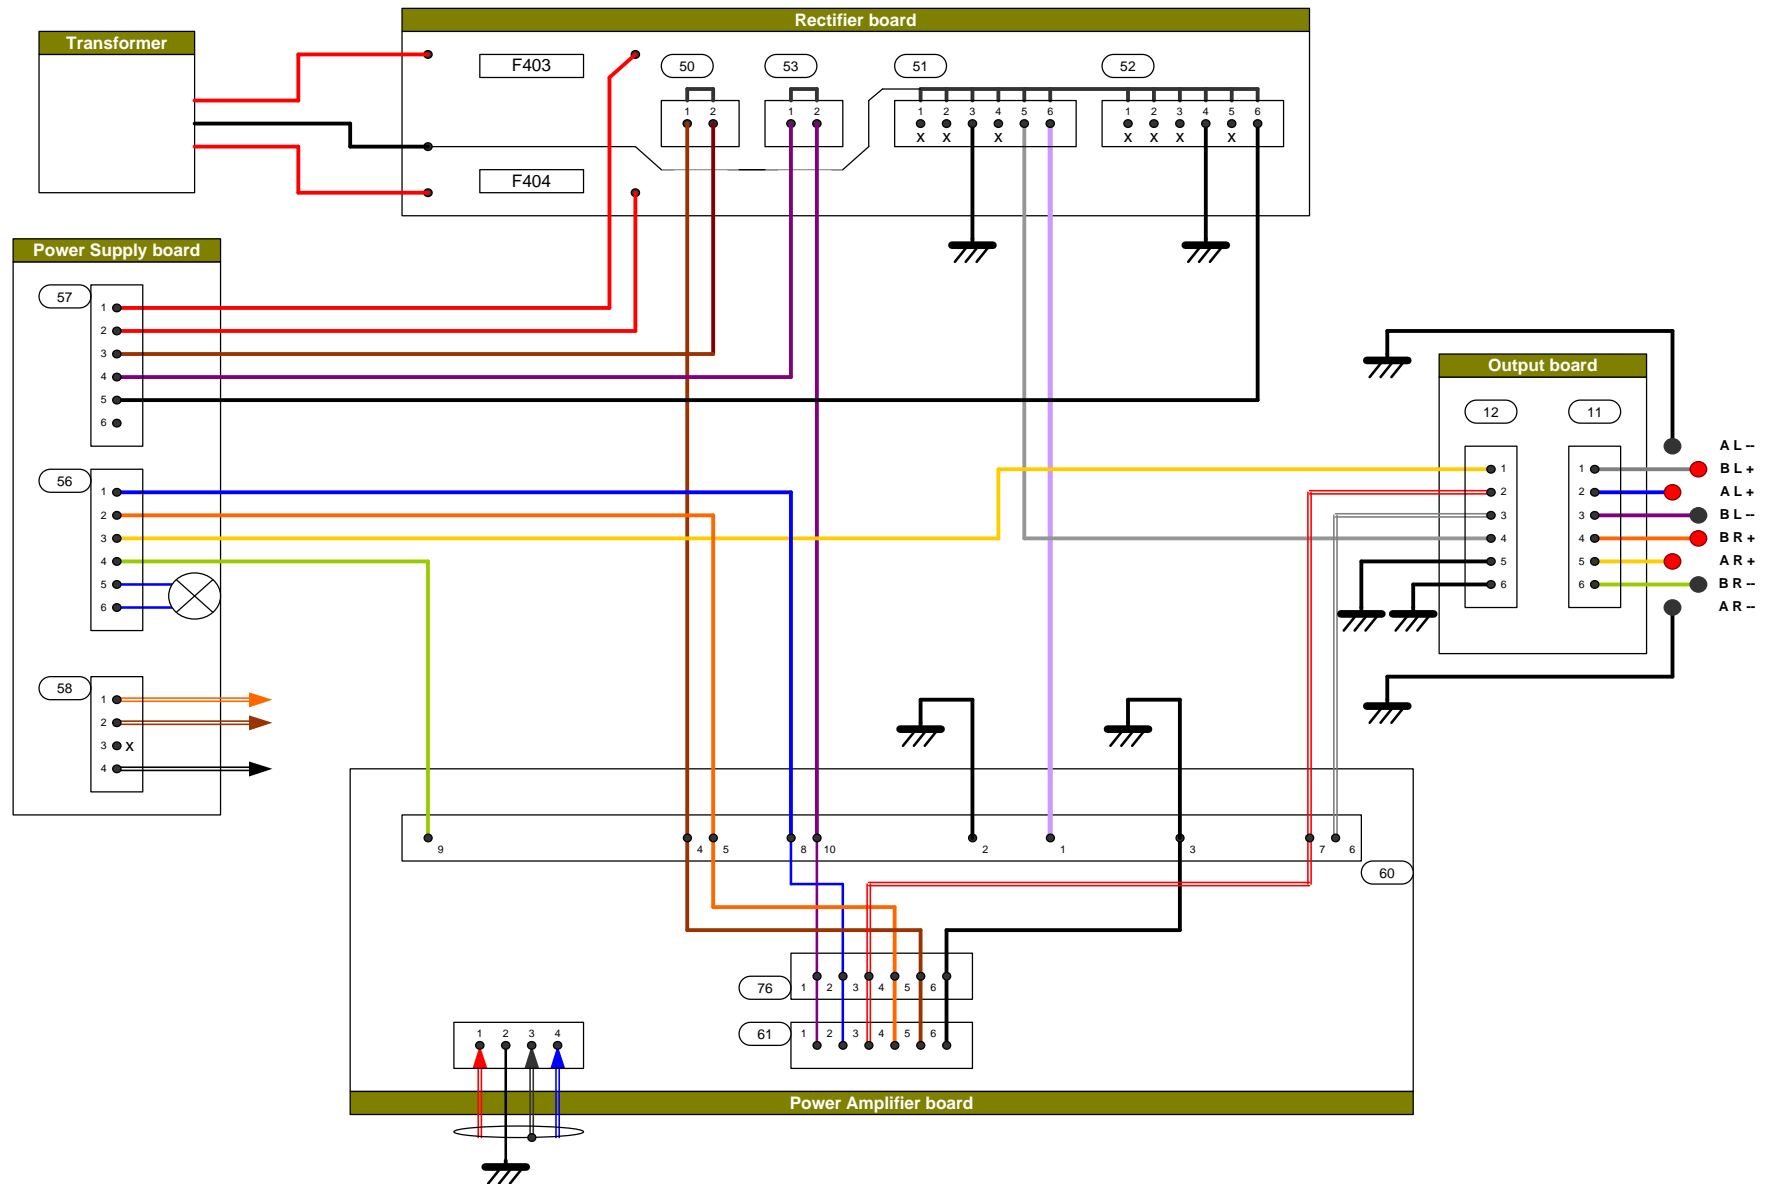 Rectifier board
Transformer
F403
50
53
51
52
1 2
1 2
1 2 3 4 5 6
1 2 3 4 5 6
X X X
X X X X
F404
Power Supply board
57
1
2
3
4
5
6
56
1
2
3
4
5
6
58
1
2
3 X
4
Output board
12
11
1
2
3
4
5
6
1
2
3
4
5
6
A L --
B L +
A L +
B L --
B R +
A R +
B R --
A R --
9 4 5 8 10 2 1 3 7 6
60
76
1 2 3 4 5 6
61
1 2 3 4 5 6
1 2 3 4
Power Amplifier board